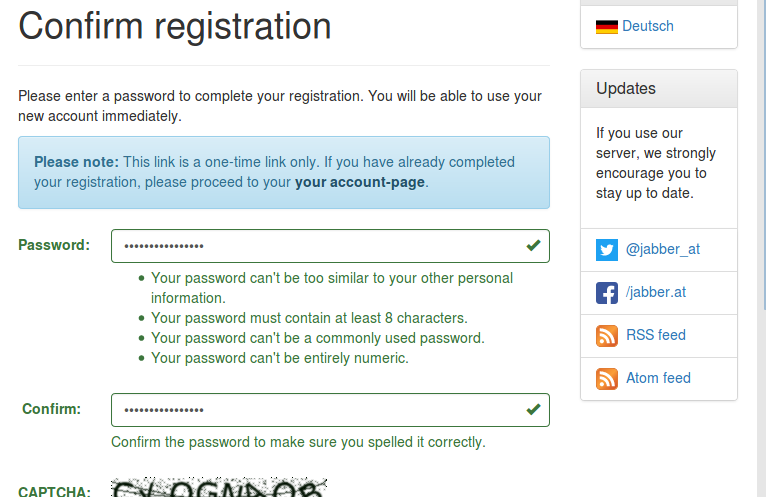 Confirm registration
Please enter a password to complete your registration. You will be able to use your
new account immediately.
Please note: This link is a one-time link only. If you have already completed
your registration, please proceed to your your account-page.
Password:
••••••••••••••••
• Your password can't be too similar to your other personal
information.
• Your password must contain at least 8 characters.
• Your password can't be a commonly used password.
• Your password can't be entirely numeric.
Confirm:
••••••••••••••••
Confirm the password to make sure you spelled it correctly.
CAPTCHA:
Deutsch
Updates
If you use our
server, we strongly
encourage you to
stay up to date.
@jabber_at
/jabber.at
RSS feed
Atom feed